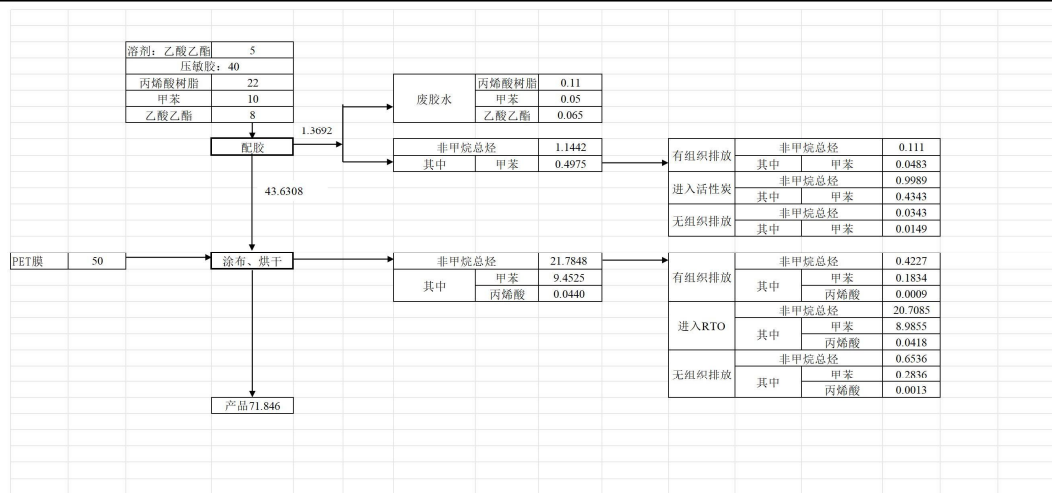 溶剂：乙酸乙酯 5
压敏胶：40
丙烯酸树脂 22
甲苯 10
乙酸乙酯 8
配胶
1.3692
43.6308
废胶水 丙烯酸树脂 0.11
甲苯 0.05
乙酸乙酯 0.065
非甲烷总烃 1.1442
其中 甲苯 0.4975
有组织排放 非甲烷总烃 0.111
其中 甲苯 0.0483
进入活性炭 非甲烷总烃 0.9989
其中 甲苯 0.4343
无组织排放 非甲烷总烃 0.0343
其中 甲苯 0.0149
PET膜 50
涂布、烘干
非甲烷总烃 21.7848
其中 甲苯 9.4525
丙烯酸 0.0440
有组织排放 非甲烷总烃 0.4227
其中 甲苯 0.1834
丙烯酸 0.0009
进入RTO 非甲烷总烃 20.7085
其中 甲苯 8.9855
丙烯酸 0.0418
无组织排放 非甲烷总烃 0.6536
其中 甲苯 0.2836
丙烯酸 0.0013
产品71.846